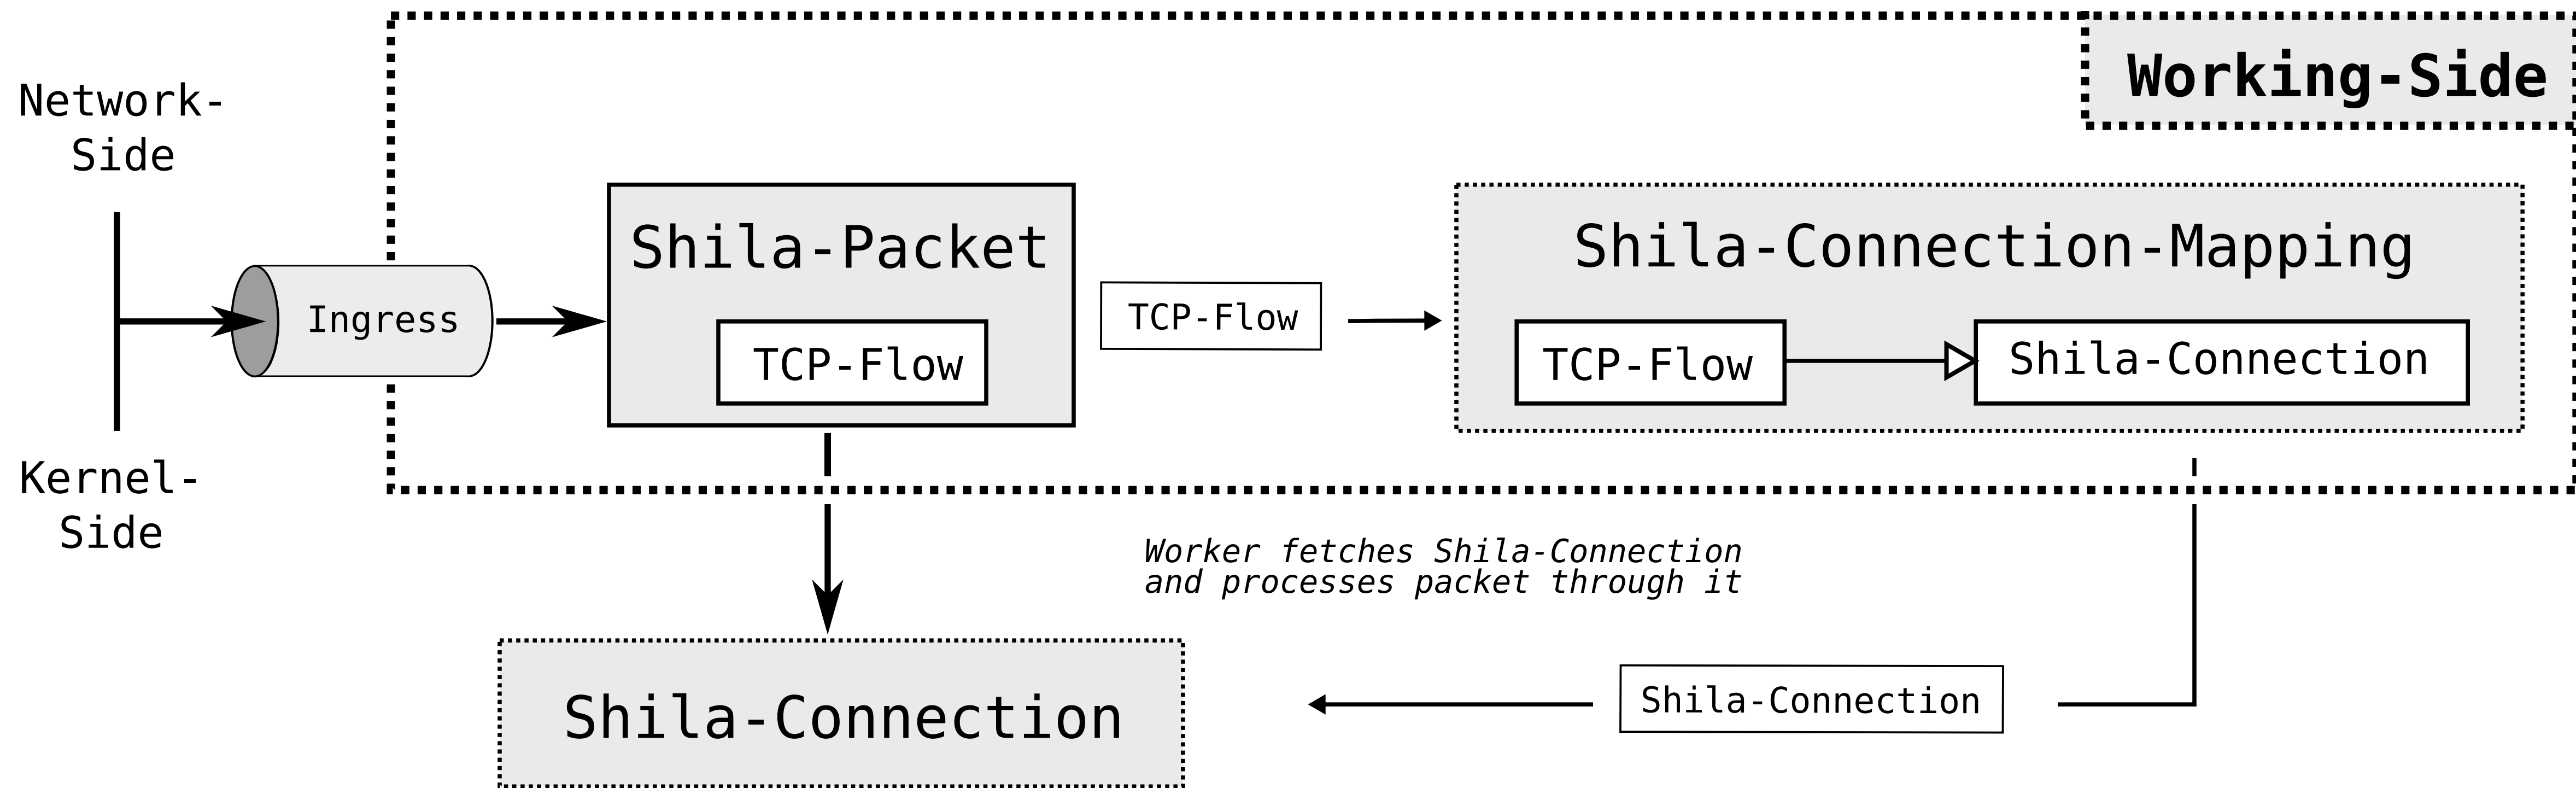 Working-Side
Network-
Side
Shila-Packet
Shila-Connection-Mapping
Ingress
TCP-Flow
TCP-Flow
TCP-Flow
Shila-Connection
Kernel-
Side
Worker fetches Shila-Connection
and processes packet through it
Shila-Connection
Shila-Connection